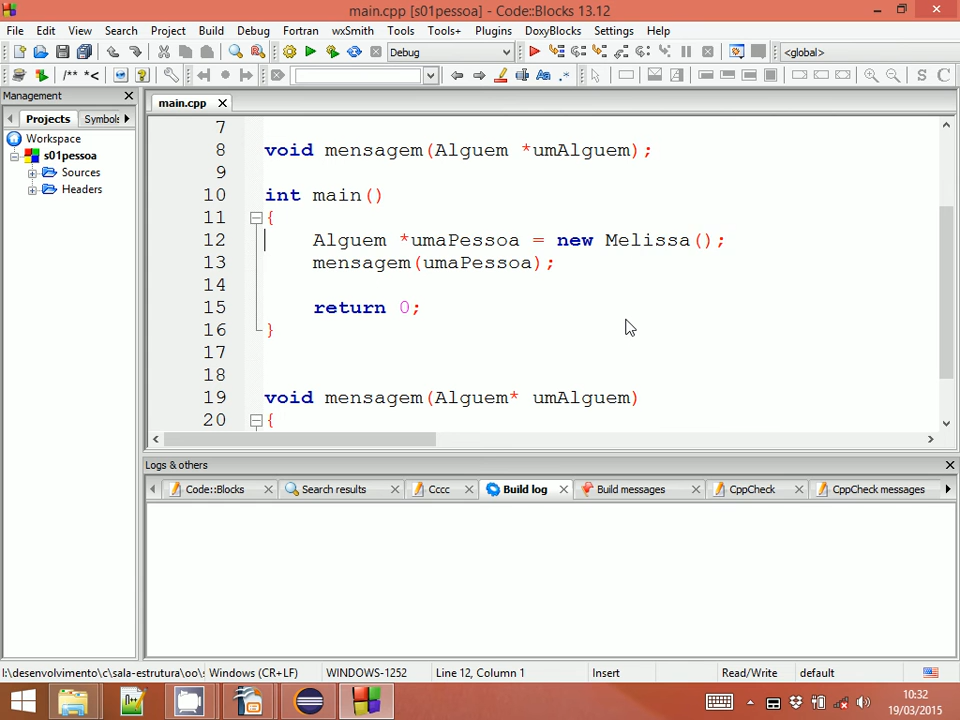 main.cpp [s01pessoa] - Code::Blocks 13.12
File Edit View Search Project Build Debug Fortran wxSmith Tools Tools+ Plugins DoxyBlocks Settings Help
Debug <global>
/** *<
Aa .* S C
Management
main.cpp
Projects Symbols
Workspace
s01pessoa
Sources
Headers
7
8 void mensagem(Alguem *umAlguem);
9
10 int main()
11 {
12 Alguem *umaPessoa = new Melissa();
13 mensagem(umaPessoa);
14
15 return 0;
16 }
17
18
19 void mensagem(Alguem* umAlguem)
20 {
Logs & others
Code::Blocks Search results Cccc Build log Build messages CppCheck CppCheck messages
I:\desenvolvimento\c\sala-estrutura\oo\s Windows (CR+LF) WINDOWS-1252 Line 12, Column 1 Insert Read/Write default
10:32
19/03/2015